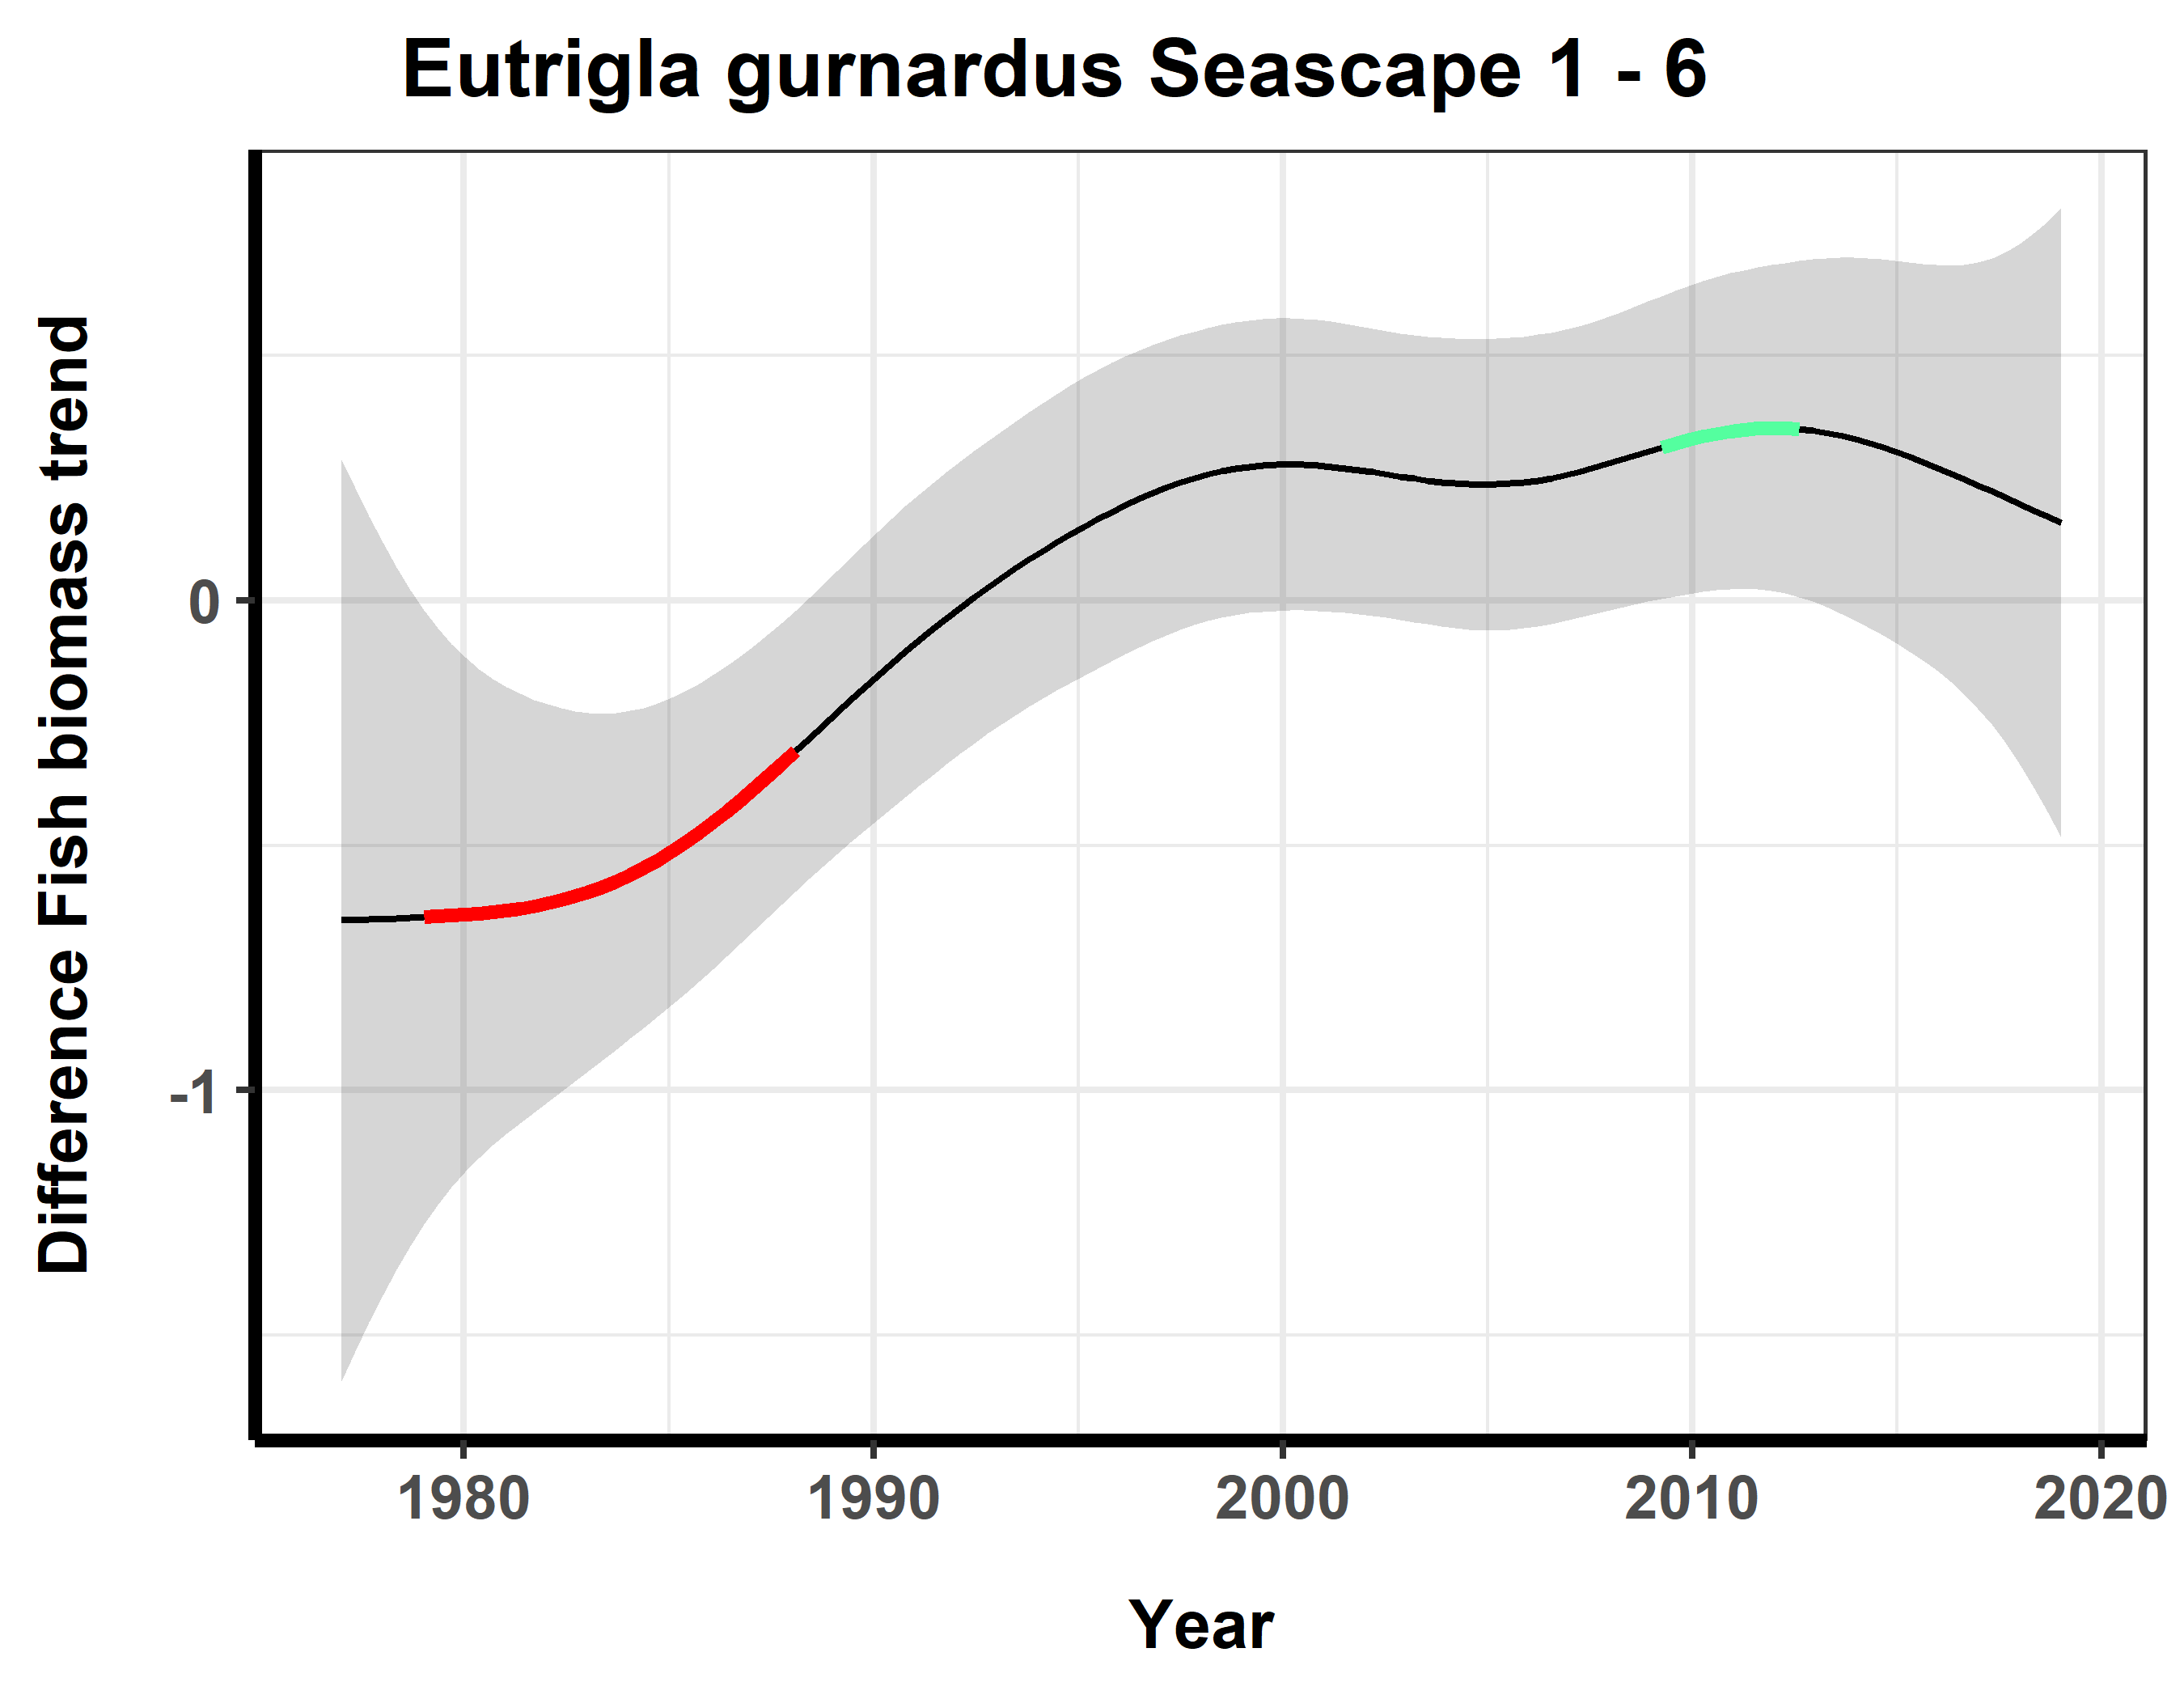 Eutrigla gurnardus Seascape 1 - 6
Difference Fish biomass trend
0
-1
1980
1990
2000
2010
2020
Year